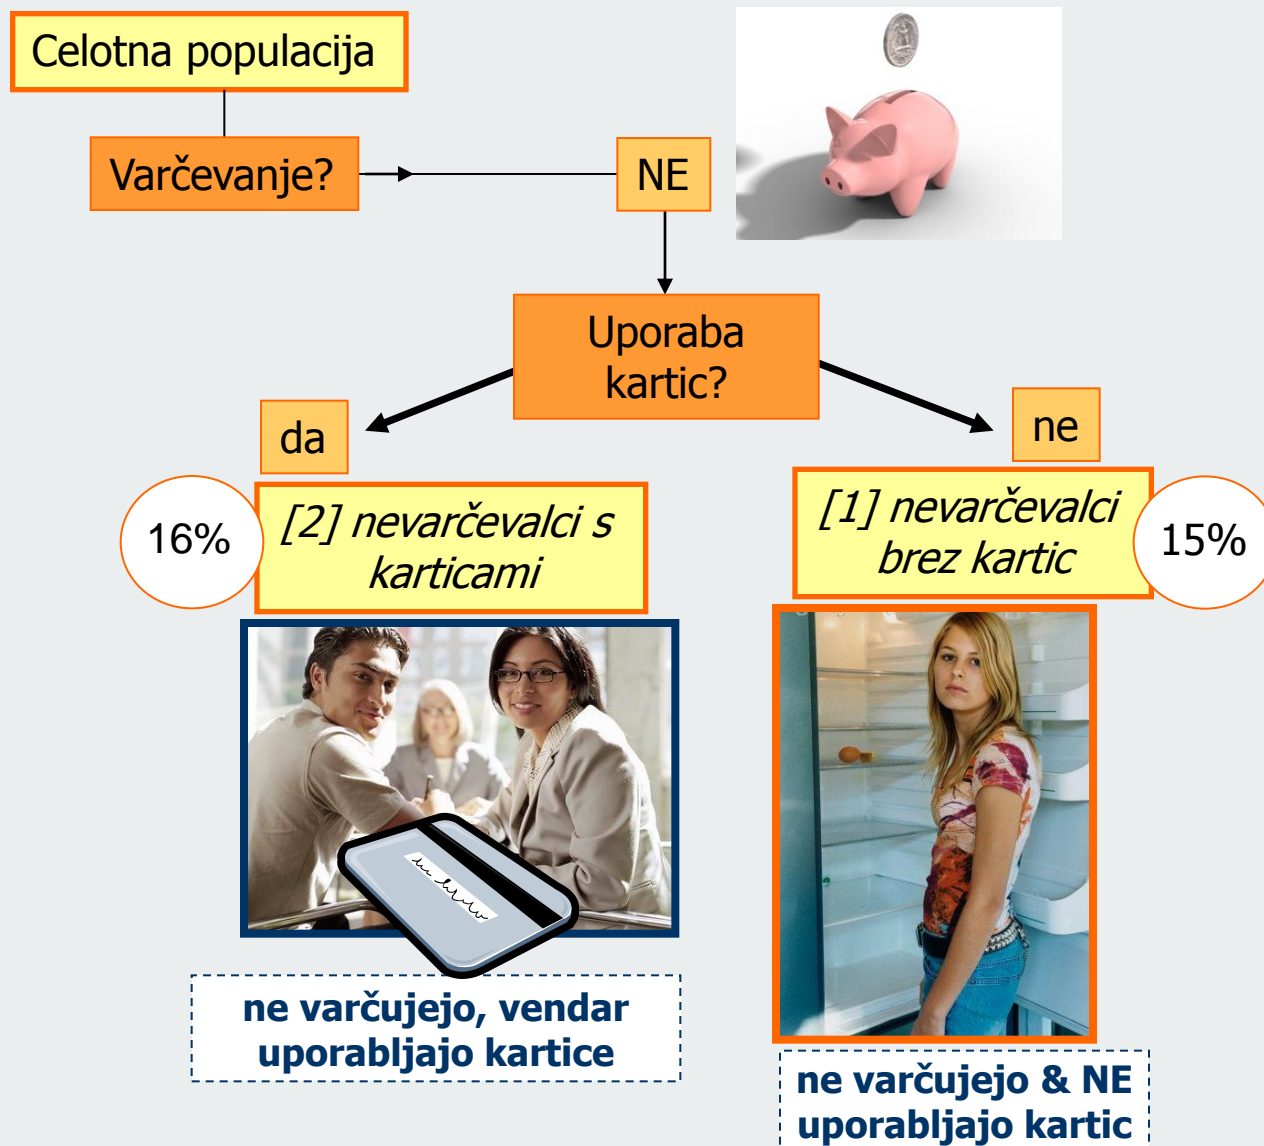 Celotna populacija
Varčevanje?
NE
Uporaba
kartic?
da
ne
16%
[2] nevarčevalci s
karticami
[1] nevarčevalci
brez kartic
15%
ne varčujejo, vendar
uporabljajo kartice
ne varčujejo & NE
uporabljajo kartic